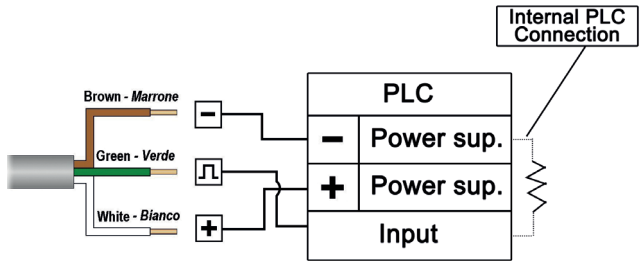 Internal PLC
Connection
PLC
Brown - Marrone
-
- Power sup.
Green - Verde
+ Power sup.
White - Bianco
+
Input